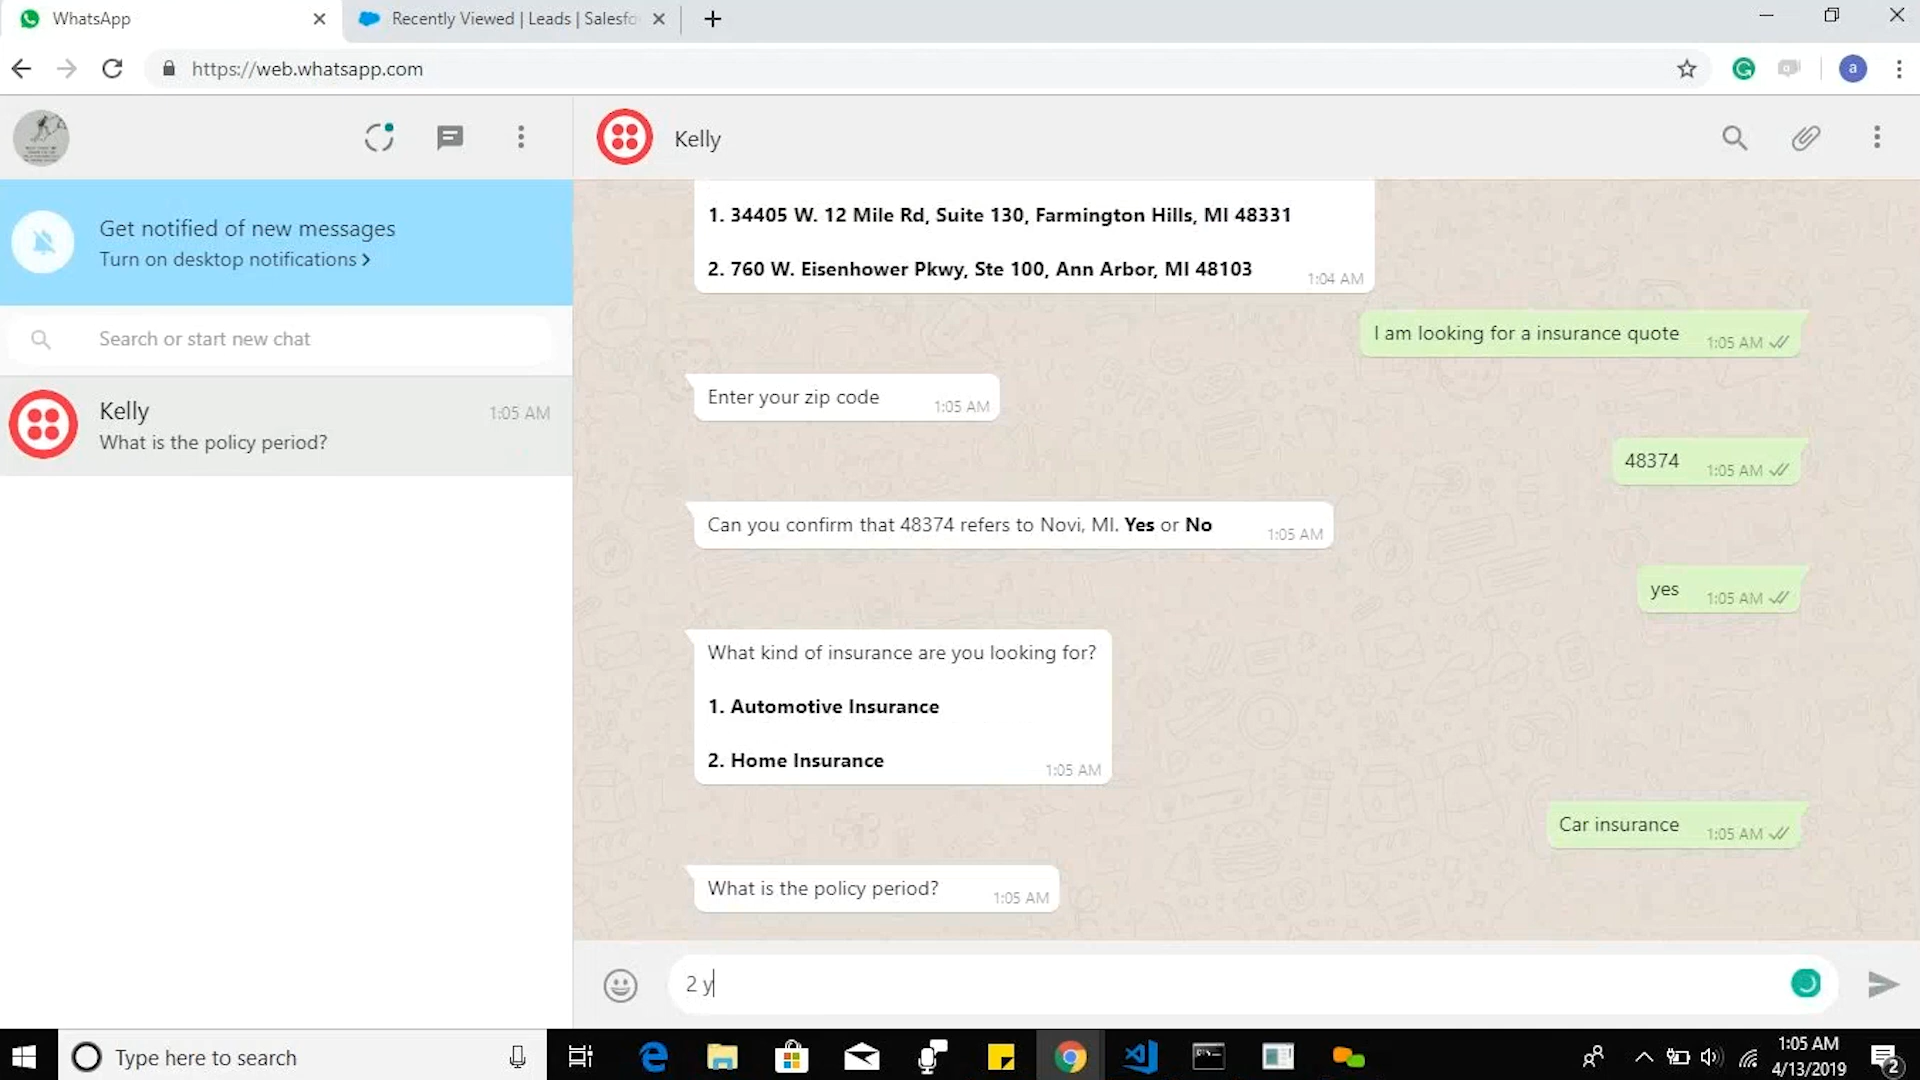 WhatsApp
Recently Viewed | Leads | Salesfo
https://web.whatsapp.com
a
Kelly
Get notified of new messages
Turn on desktop notifications
Search or start new chat
Kelly
1:05 AM
What is the policy period?
1. 34405 W. 12 Mile Rd, Suite 130, Farmington Hills, MI 48331
2. 760 W. Eisenhower Pkwy, Ste 100, Ann Arbor, MI 48103
1:04 AM
I am looking for a insurance quote
1:05 AM
Enter your zip code
1:05 AM
48374
1:05 AM
Can you confirm that 48374 refers to Novi, MI. Yes or No
1:05 AM
yes
1:05 AM
What kind of insurance are you looking for?
1. Automotive Insurance
2. Home Insurance
1:05 AM
Car insurance
1:05 AM
What is the policy period?
1:05 AM
2 y
Type here to search
1:05 AM
4/13/2019
2